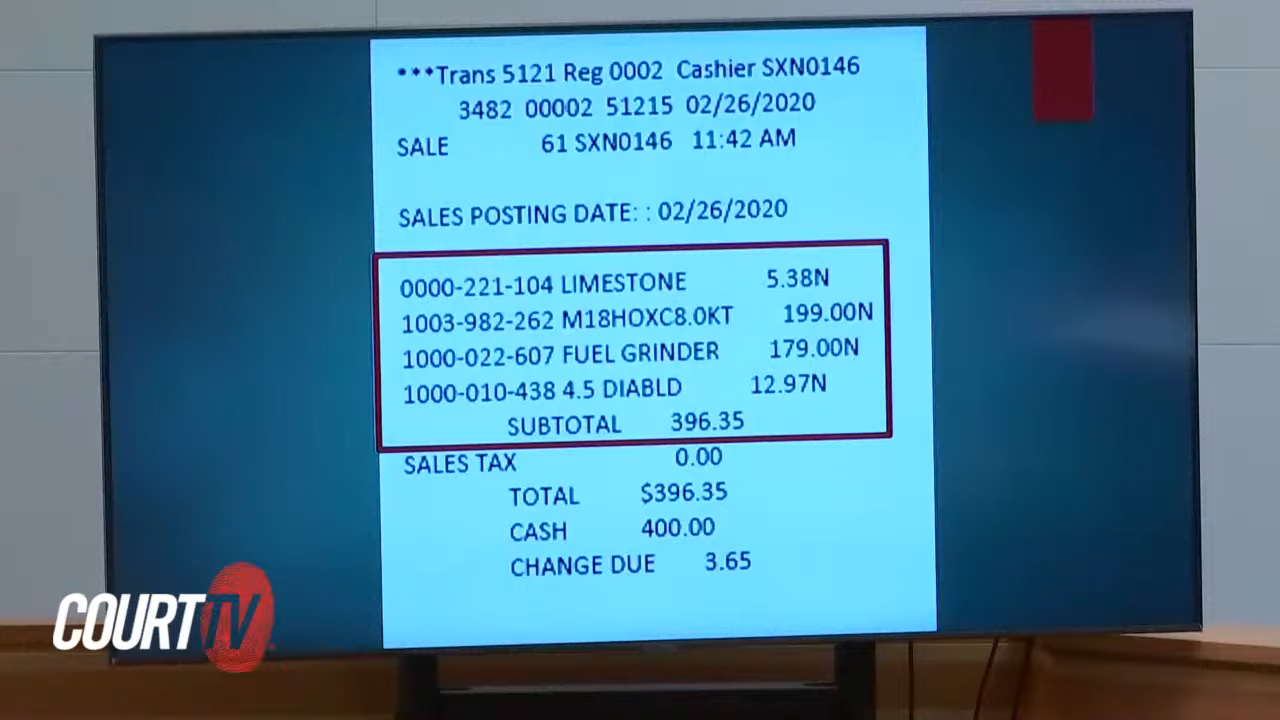 ***Trans 5121 Reg 0002 Cashier SXN0146
3482 00002 51215 02/26/2020
SALE 61 SXN0146 11:42 AM
SALES POSTING DATE: : 02/26/2020
0000-221-104 LIMESTONE 5.38N
1003-982-262 M18HOXC8.0KT 199.00N
1000-022-607 FUEL GRINDER 179.00N
1000-010-438 4.5 DIABLD 12.97N
SUBTOTAL 396.35
SALES TAX 0.00
TOTAL $396.35
CASH 400.00
CHANGE DUE 3.65
COURT TV